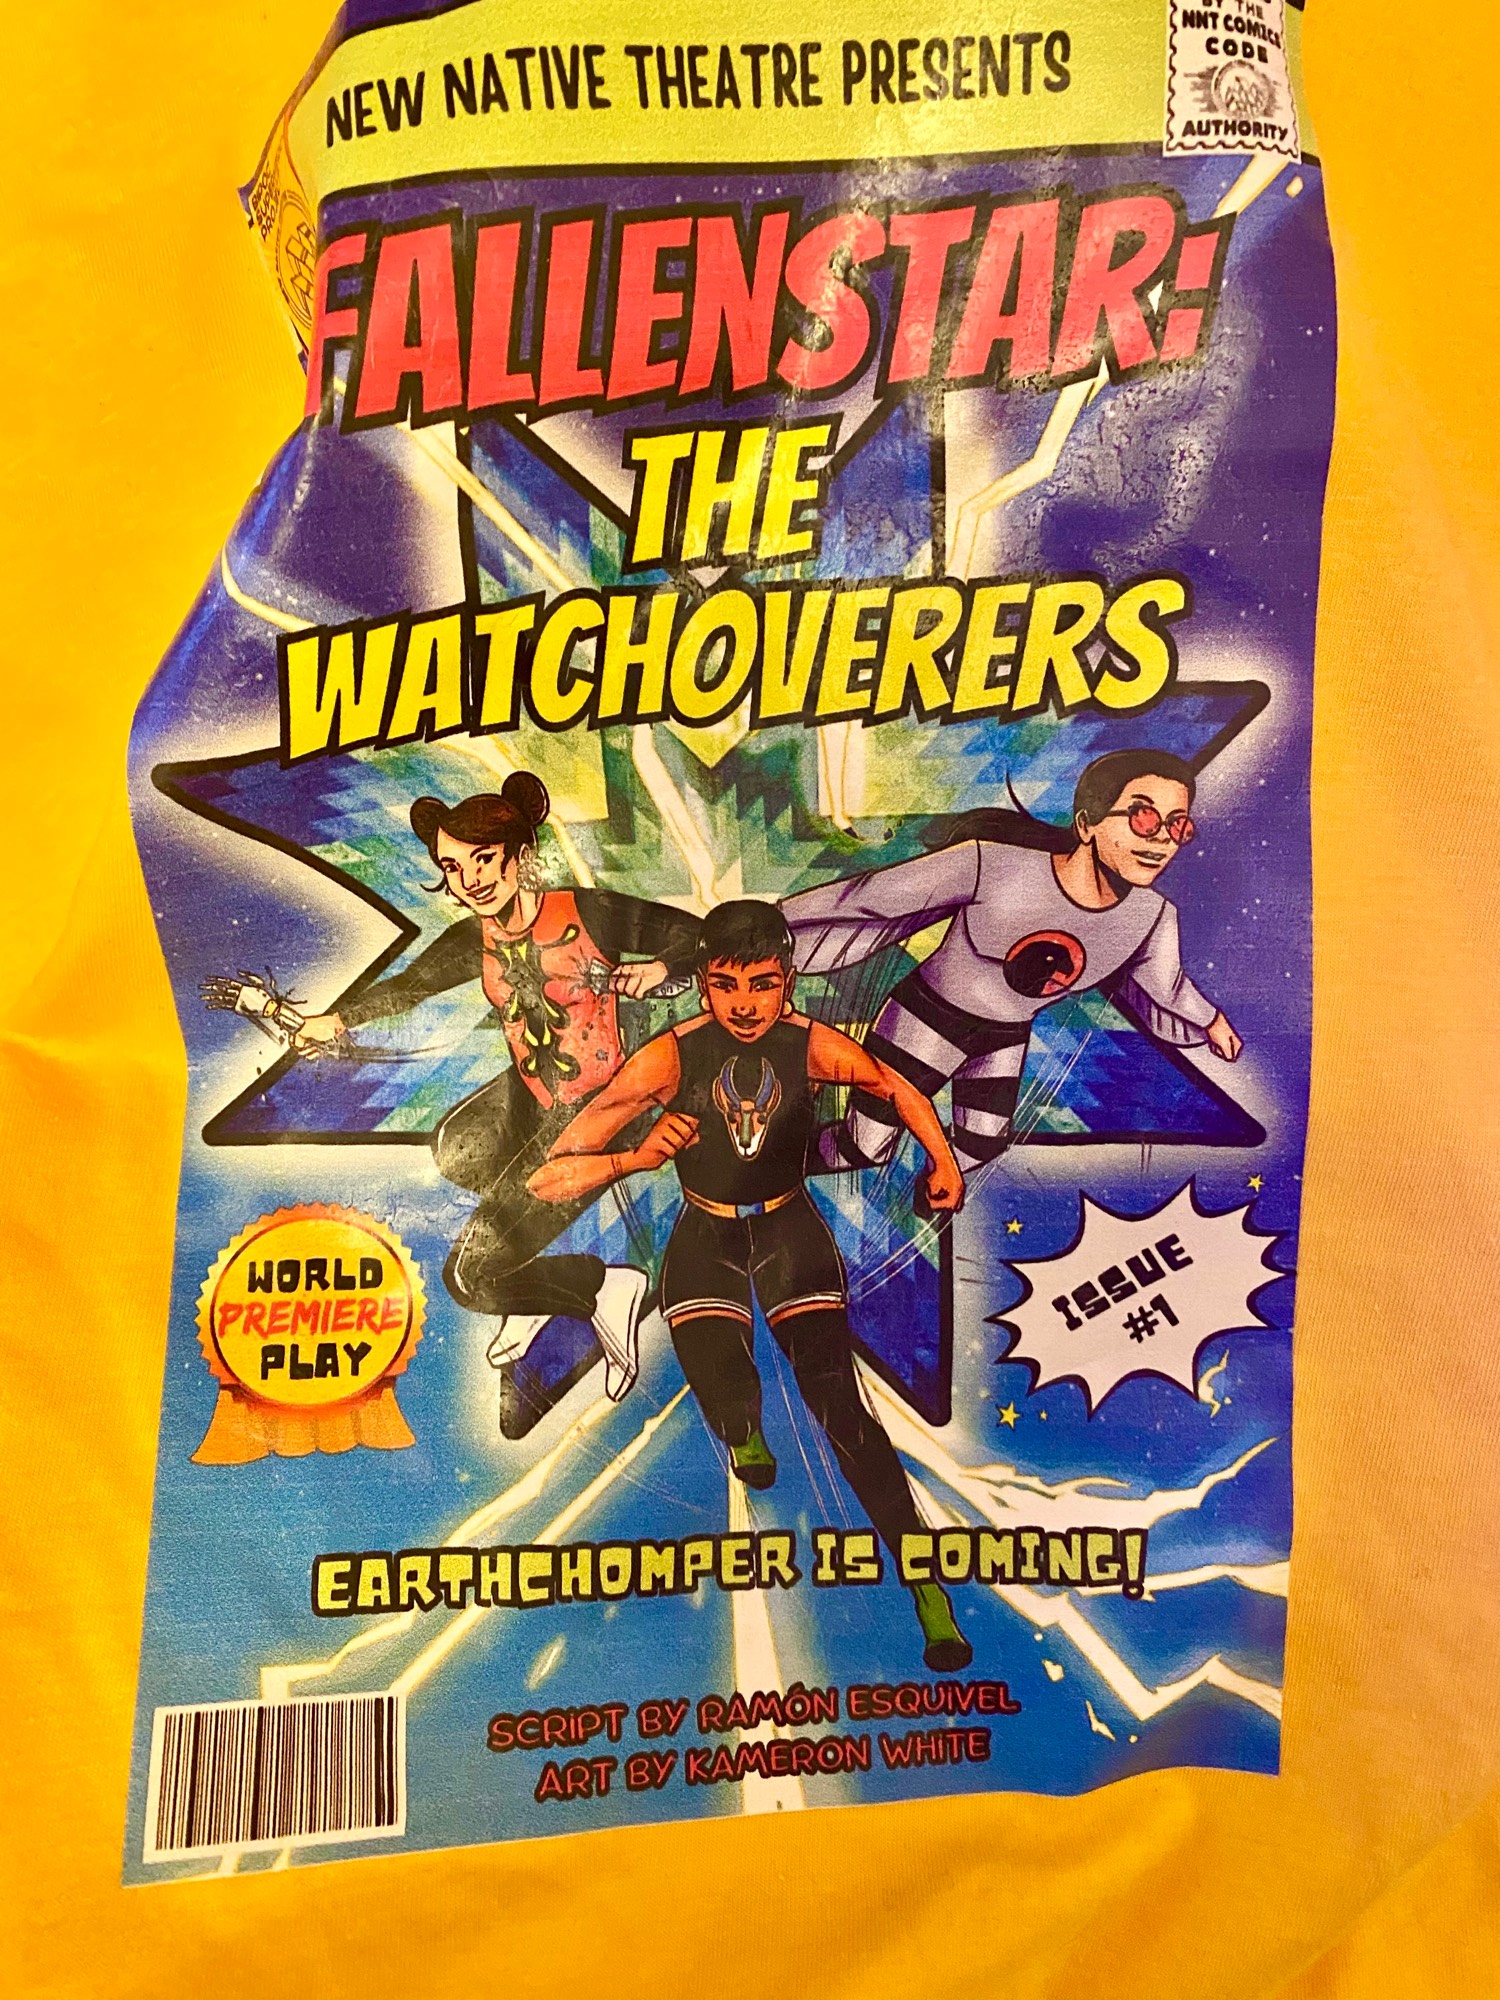 NEW NATIVE THEATRE PRESENTS
BY THE
NNT COMICS
CODE
AUTHORITY
FALLENSTAR:
THE
WATCHOVERERS
WORLD
PREMIERE
PLAY
ISSUE
#1
EARTHCHOMPER IS COMING!
SCRIPT BY RAMÓN ESQUIVEL
ART BY KAMERON WHITE